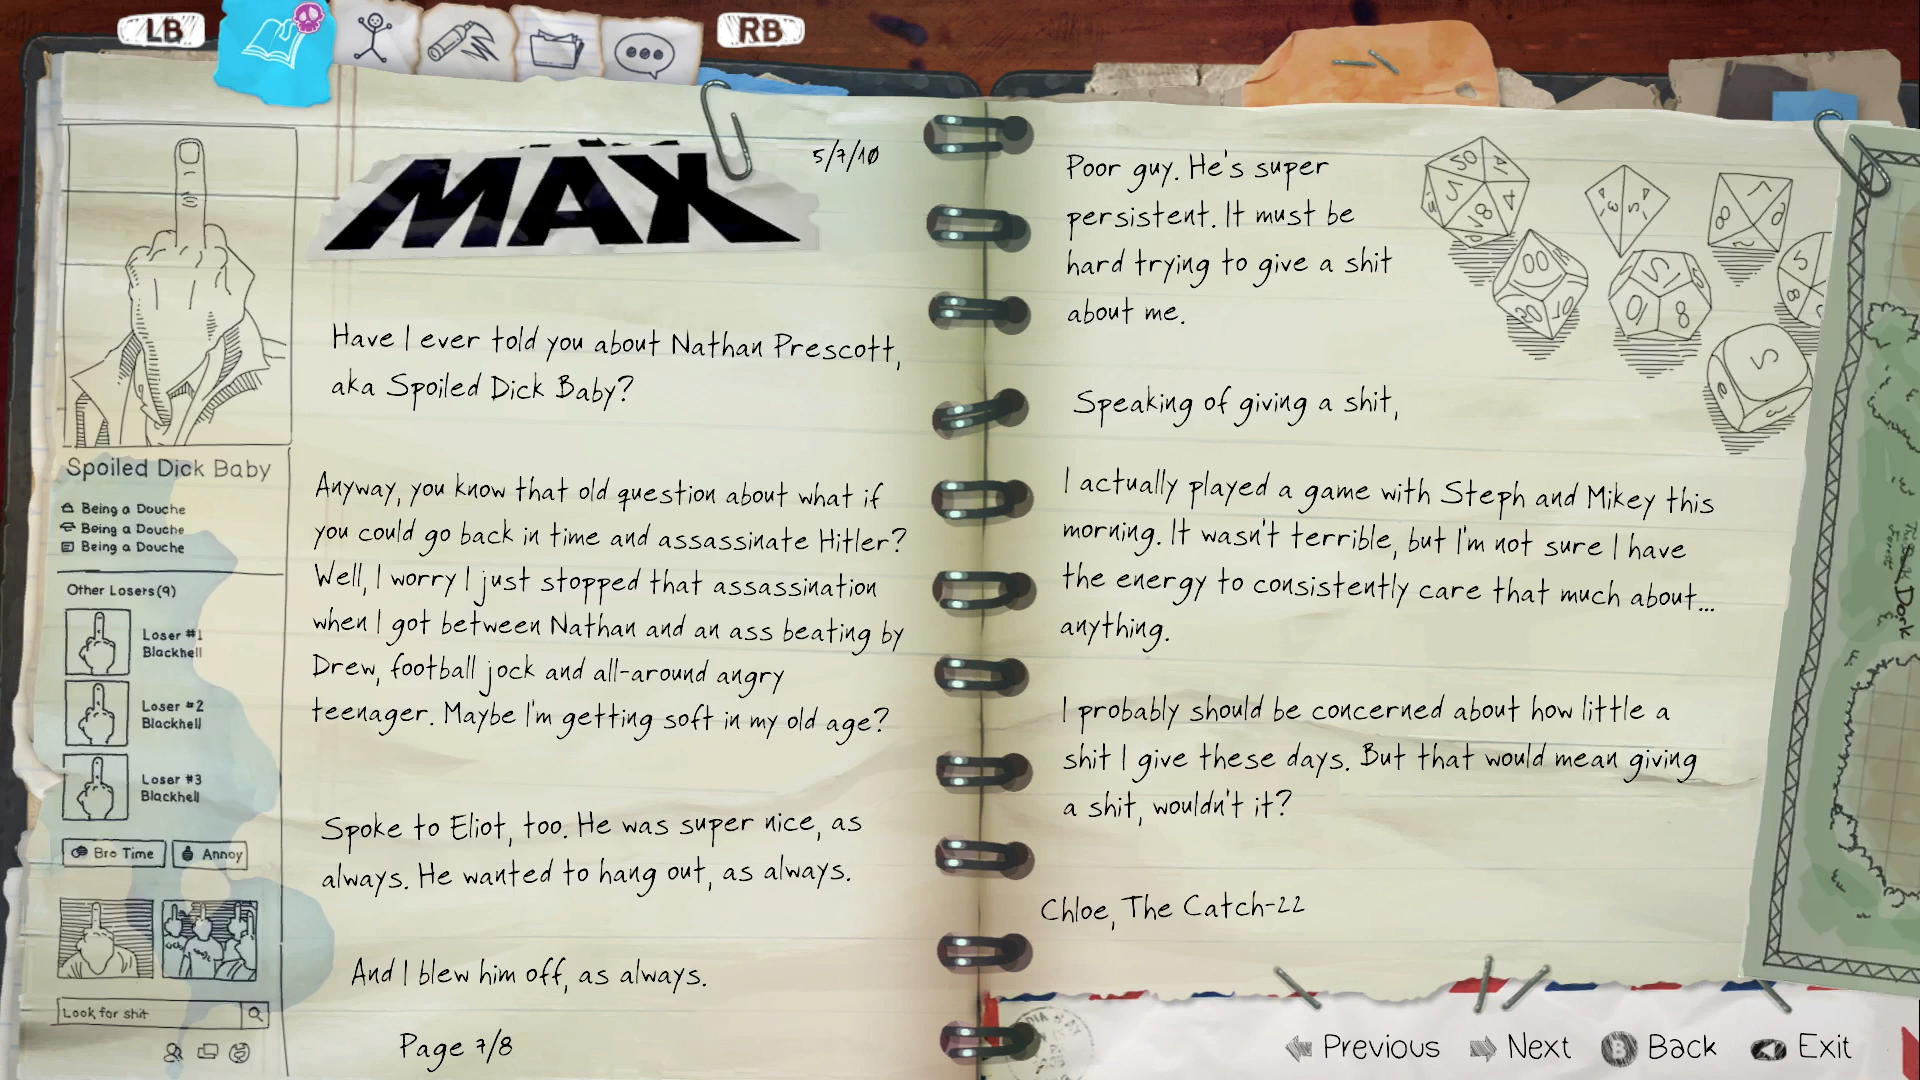 LB
RB
MAX
5/7/10
Have I ever told you about Nathan Prescott,
aka Spoiled Dick Baby?
Anyway, you know that old question about what if
you could go back in time and assassinate Hitler?
Well, I worry I just stopped that assassination
when I got between Nathan and an ass beating by
Drew, football jock and all-around angry
teenager. Maybe I'm getting soft in my old age?
Spoke to Eliot, too. He was super nice, as
always. He wanted to hang out, as always.
And I blew him off, as always.
Page 7/8
Spoiled Dick Baby
Being a Douche
Being a Douche
Being a Douche
Other Losers(9)
Loser #1
Blackhell
Loser #2
Blackhell
Loser #3
Blackhell
Bro Time
Annoy
Look for shit
Poor guy. He's super
persistent. It must be
hard trying to give a shit
about me.
Speaking of giving a shit,
I actually played a game with Steph and Mikey this
morning. It wasn't terrible, but I'm not sure I have
the energy to consistently care that much about...
anything.
I probably should be concerned about how little a
shit I give these days. But that would mean giving
a shit, wouldn't it?
Chloe, The Catch-22
Previous
Next
B Back
Exit